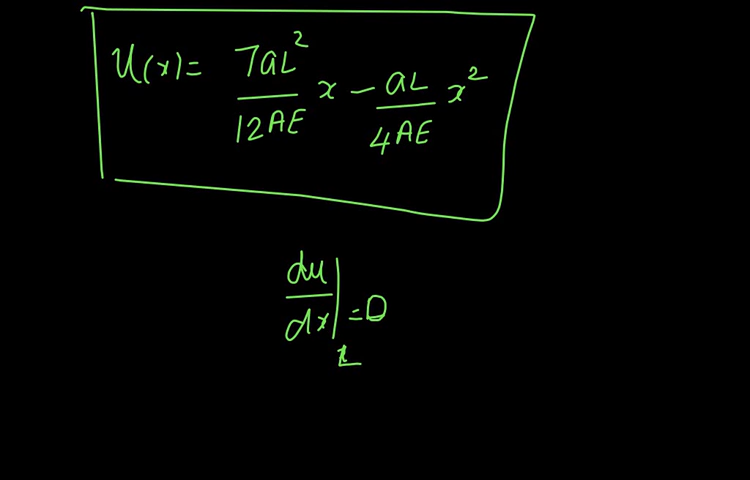 U(x) = 7aL²/12AE x - aL/4AE x²
du/dx|L = 0